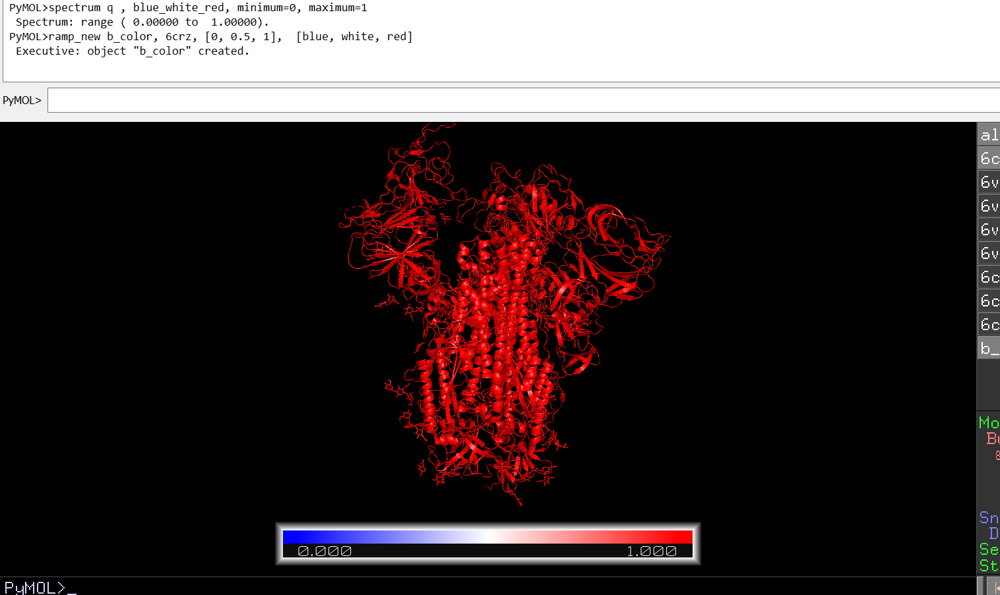 PyMOL>spectrum q , blue_white_red, minimum=0, maximum=1
Spectrum: range ( 0.00000 to  1.00000).
PyMOL>ramp_new b_color, 6crz, [0, 0.5, 1],  [blue, white, red]
Executive: object "b_color" created.
PyMOL>
al
6c
6v
6v
6v
6v
6c
6c
6c
b_
Mo
Bu
&
Sn
D
Se
St
0.000 1.000
PyMOL>_